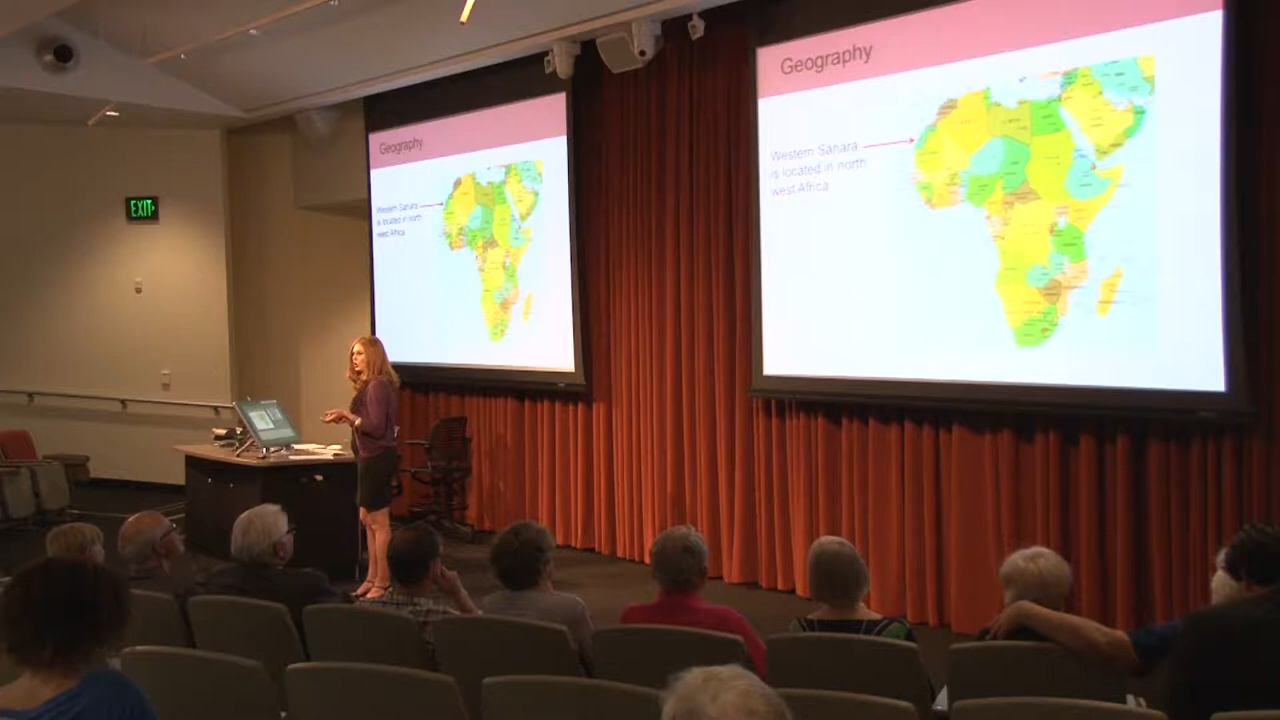 EXIT
Geography
Western Sahara
is located in north
west Africa
Geography
Western Sahara
is located in north
west Africa